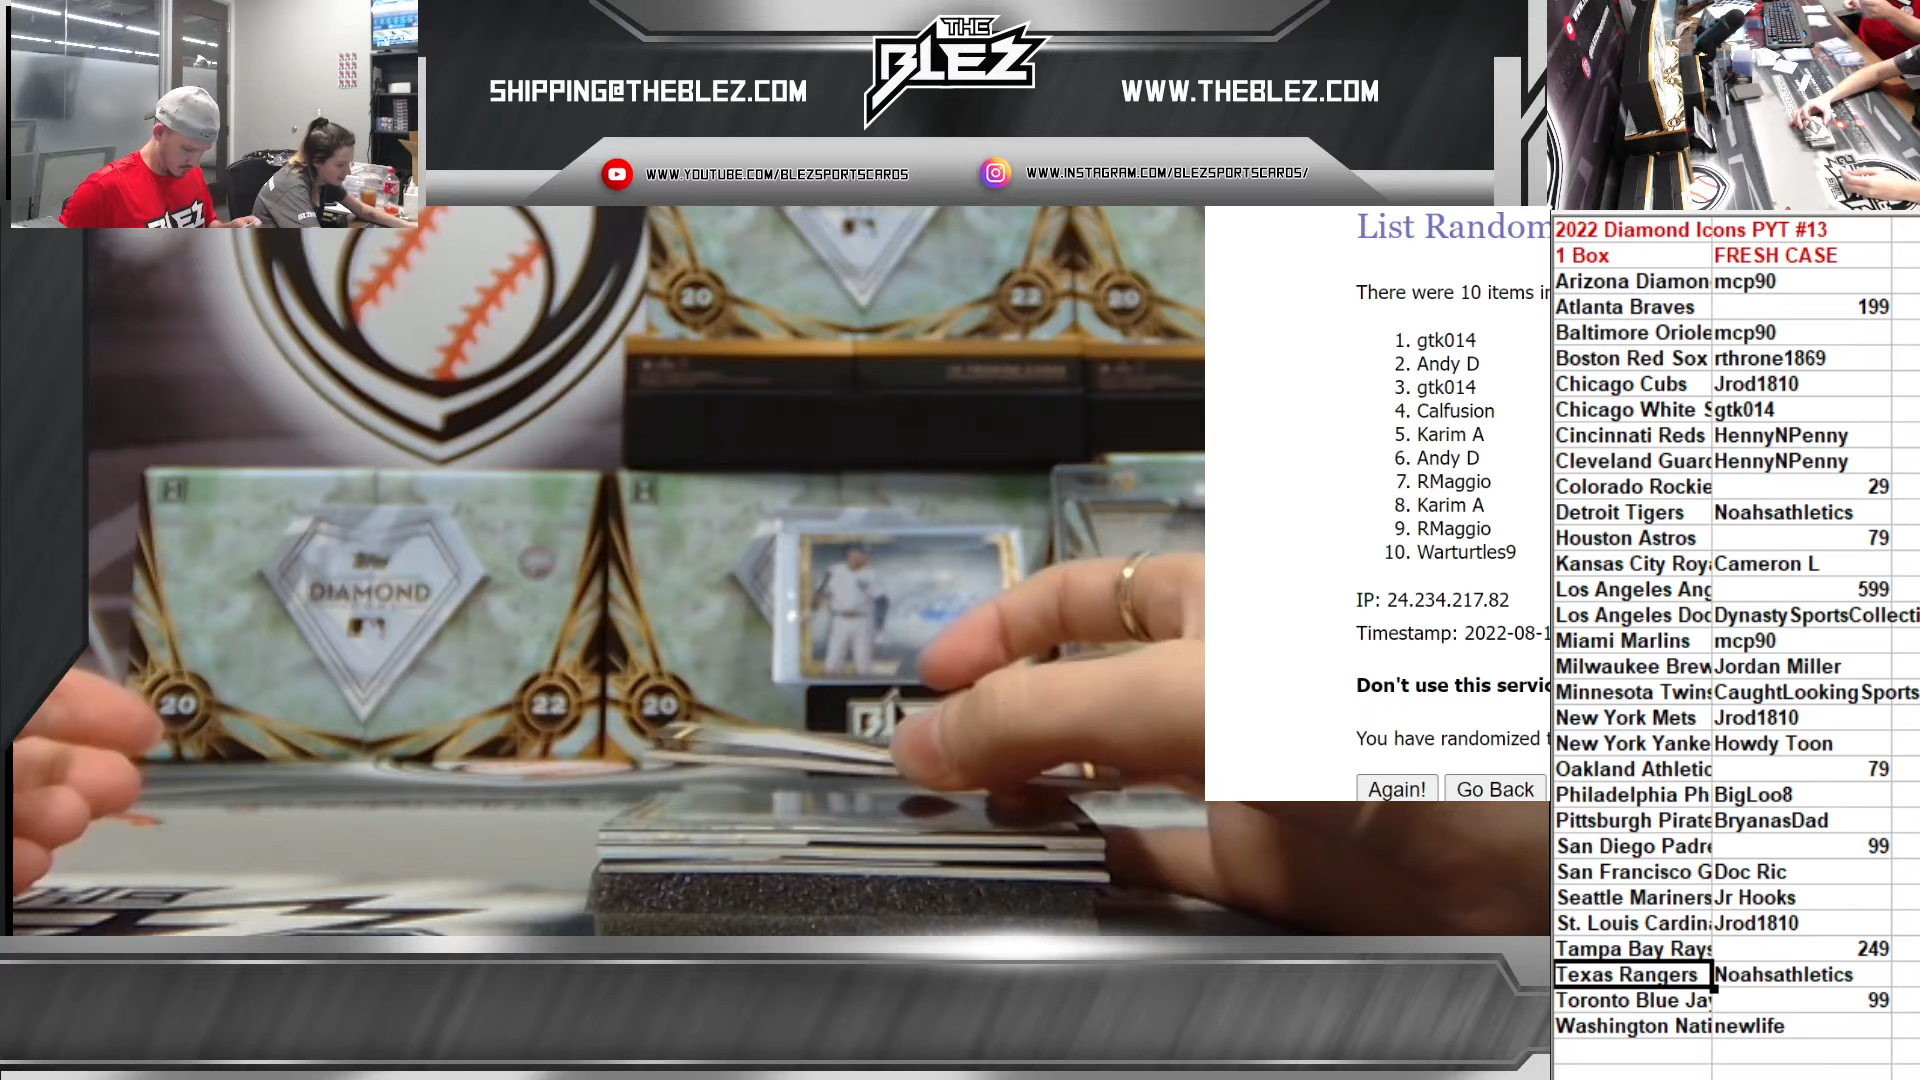 THE
BLEZ
SHIPPING@THEBLEZ.COM
WWW.THEBLEZ.COM
WWW.YOUTUBE.COM/BLEZSPORTSCARDS
WWW.INSTAGRAM.COM/BLEZSPORTSCARDS/
20
22
20
DIAMOND
20
22
20
List Random
There were 10 items in
1. gtk014
2. Andy D
3. gtk014
4. Calfusion
5. Karim A
6. Andy D
7. RMaggio
8. Karim A
9. RMaggio
10. Warturtles9
IP: 24.234.217.82
Timestamp: 2022-08-1
Don't use this servic
You have randomized t
Again! Go Back
2022 Diamond Icons PYT #13
1 Box FRESH CASE
Arizona Diamon mcp90
Atlanta Braves 199
Baltimore Oriole mcp90
Boston Red Sox rthrone1869
Chicago Cubs Jrod1810
Chicago White S gtk014
Cincinnati Reds HennyNPenny
Cleveland Guard HennyNPenny
Colorado Rockie 29
Detroit Tigers Noahsathletics
Houston Astros 79
Kansas City Roya Cameron L
Los Angeles Ang 599
Los Angeles Dod DynastySportsCollecti
Miami Marlins mcp90
Milwaukee Brew Jordan Miller
Minnesota Twins CaughtLookingSports
New York Mets Jrod1810
New York Yanke Howdy Toon
Oakland Athletic 79
Philadelphia Ph BigLoo8
Pittsburgh Pirate BryanasDad
San Diego Padre 99
San Francisco G Doc Ric
Seattle Mariners Jr Hooks
St. Louis Cardina Jrod1810
Tampa Bay Rays 249
Texas Rangers Noahsathletics
Toronto Blue Jay 99
Washington Nati newlife